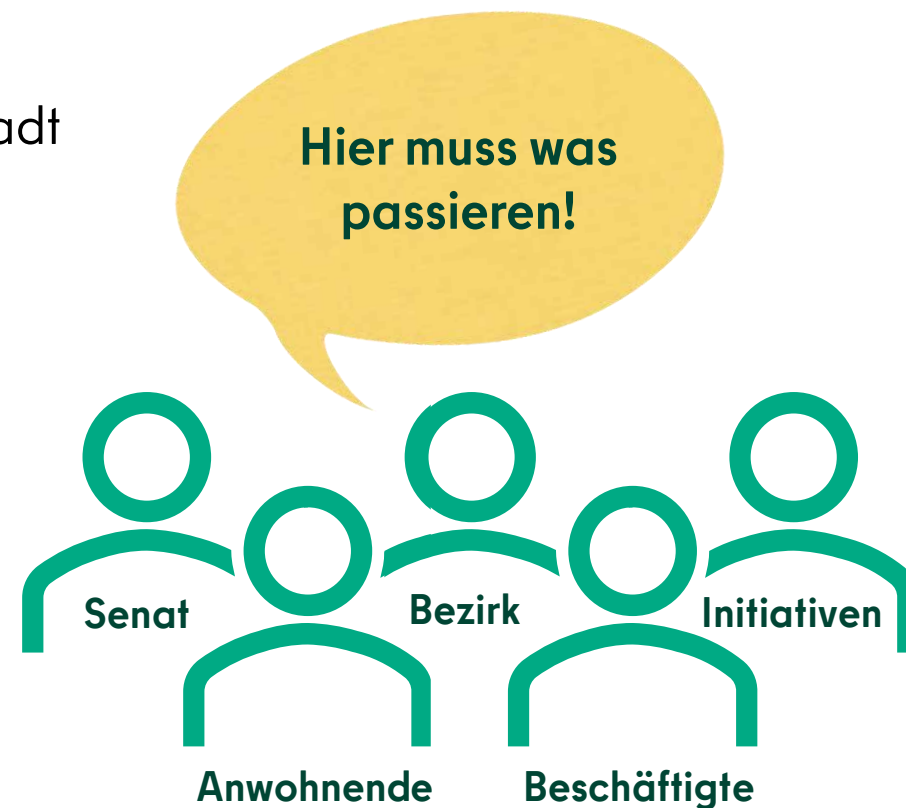 adt
Hier muss was
passieren!
Senat
Bezirk
Initiativen
Anwohnende
Beschäftigte